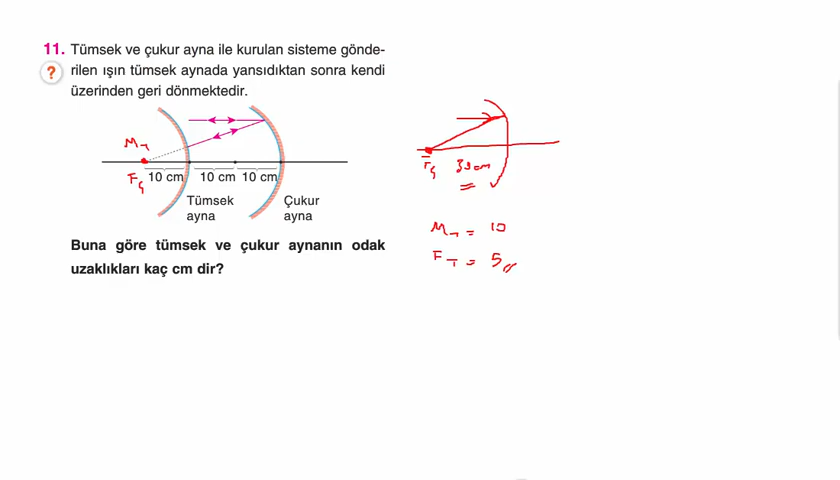 11. Tümsek ve çukur ayna ile kurulan sisteme gönde-
? rilen ışın tümsek aynada yansıdıktan sonra kendi
üzerinden geri dönmektedir.
M_T
F_Ç
10 cm 10 cm 10 cm
Tümsek Çukur
ayna ayna
Buna göre tümsek ve çukur aynanın odak
uzaklıkları kaç cm dir?
F_Ç 30 cm
M_T = 10
F_T = 5